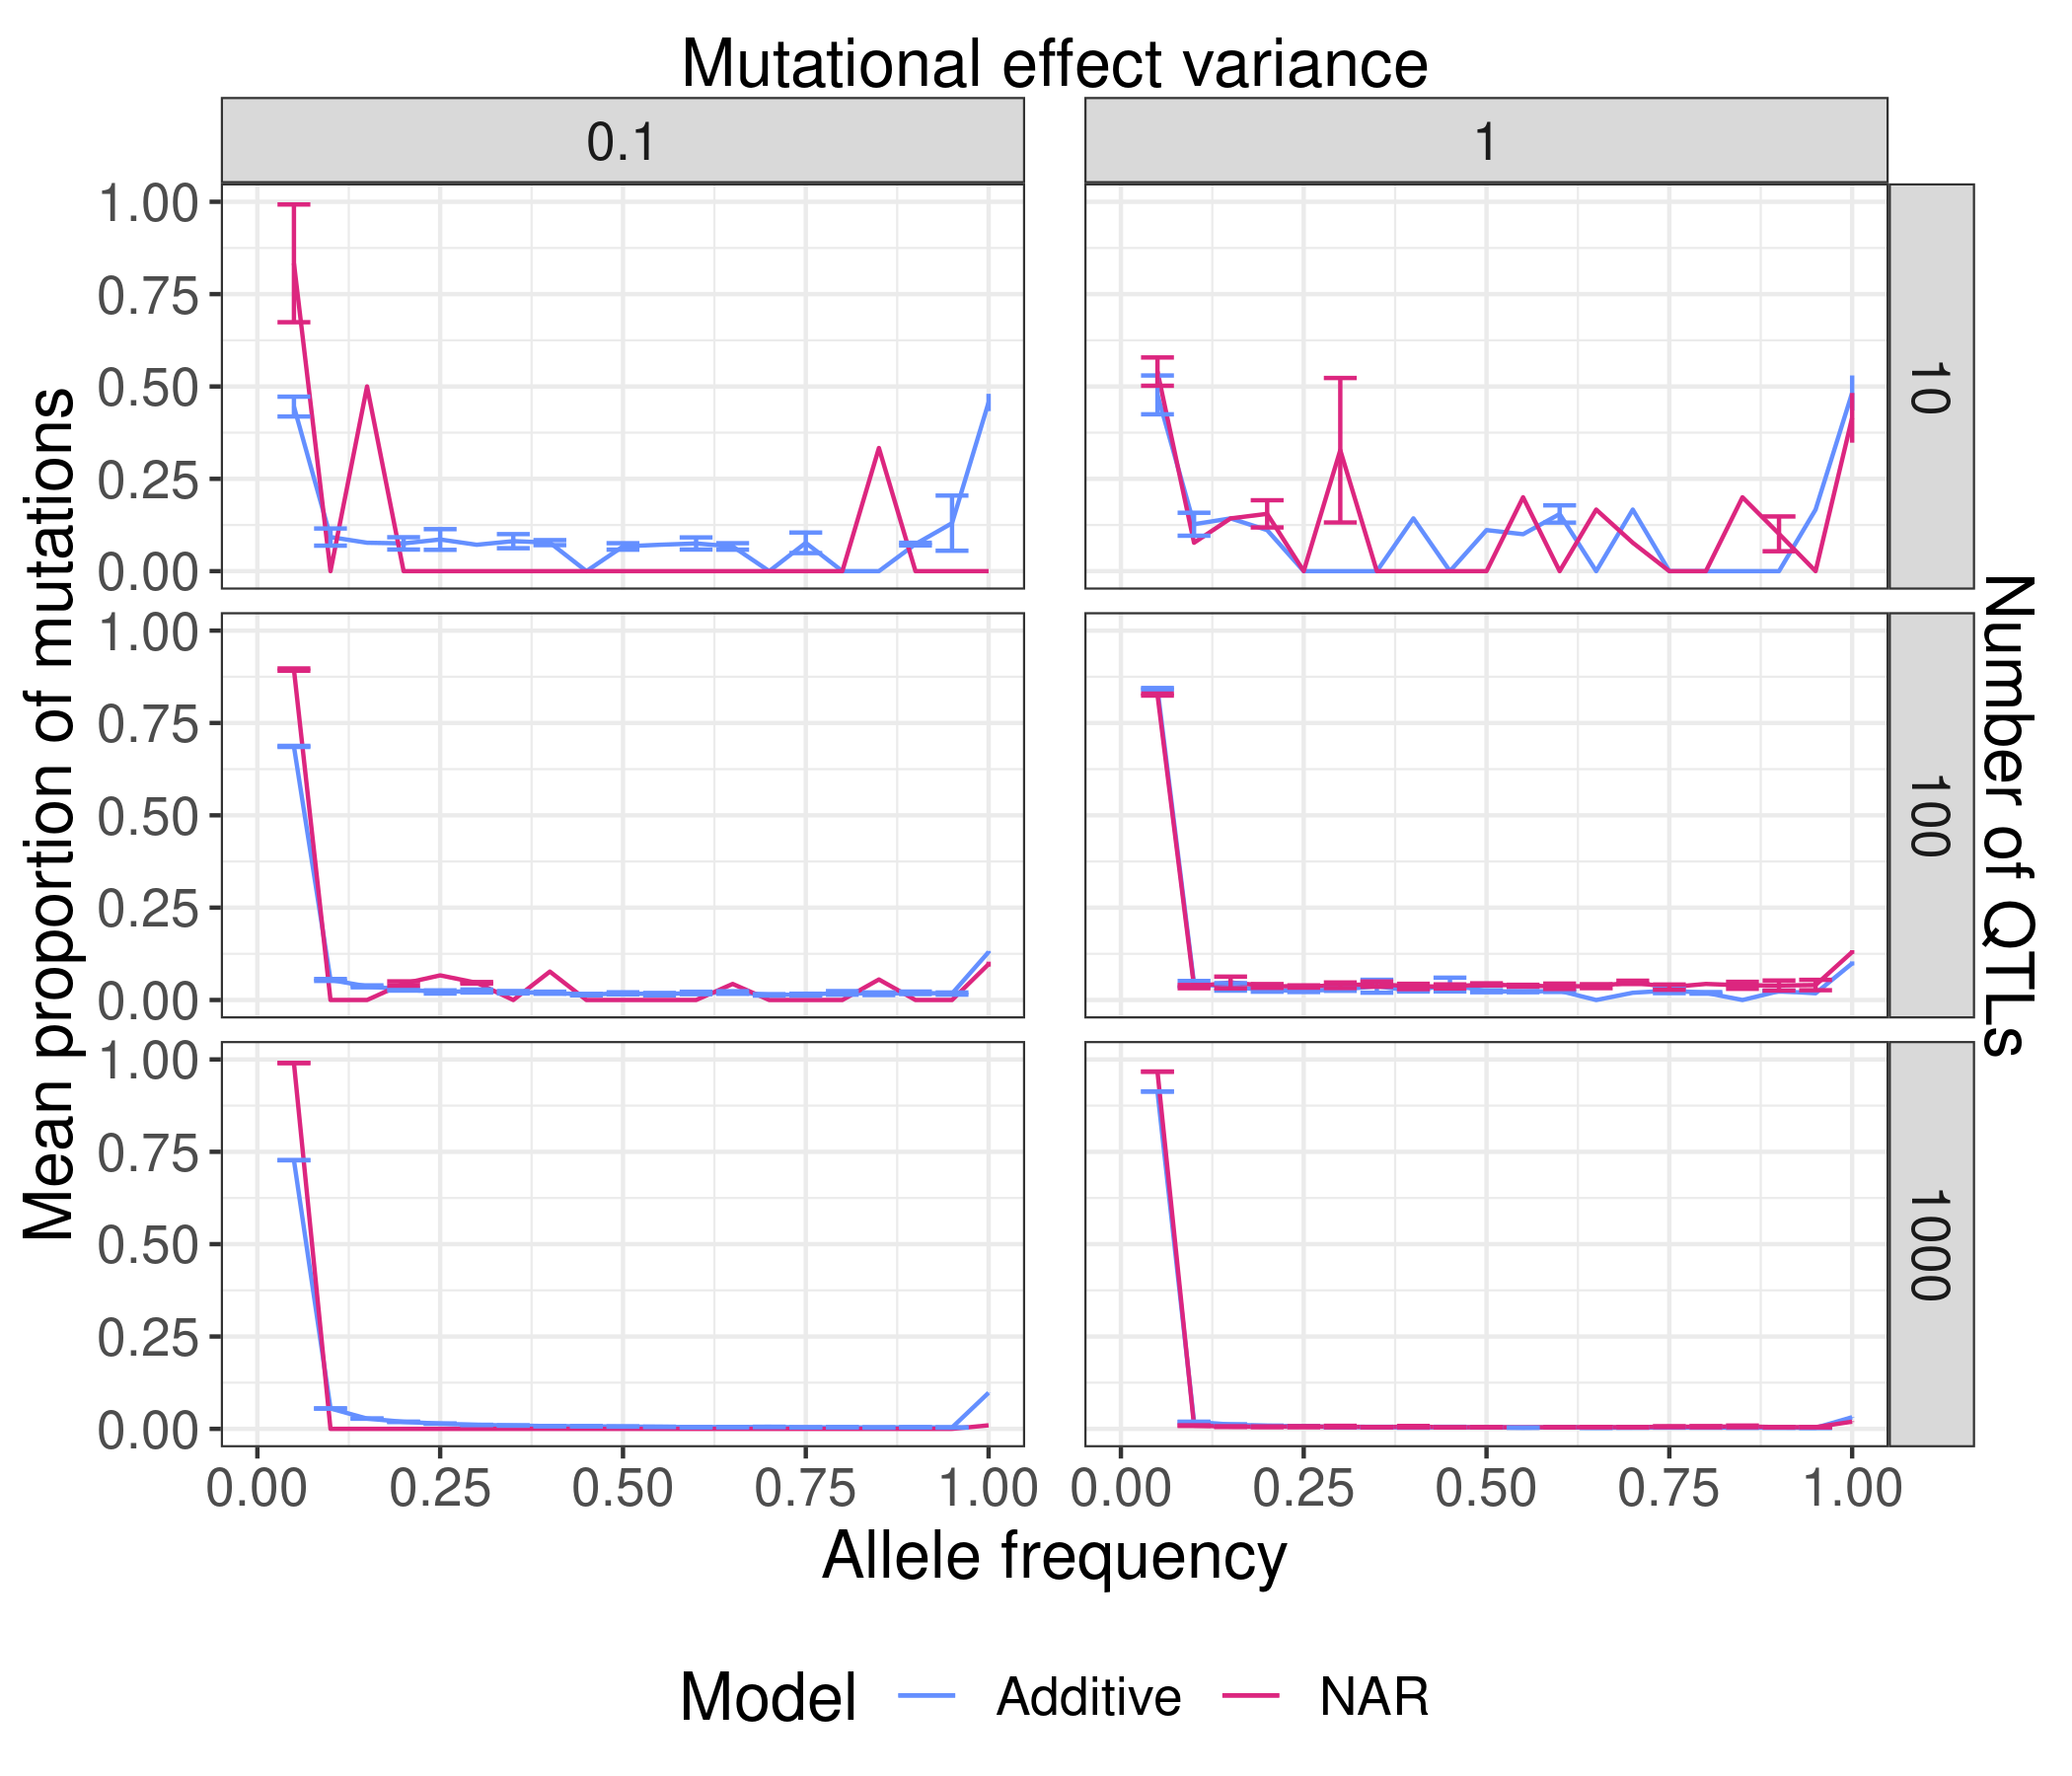 Mutational effect variance
0.1
1
1.00
0.75
0.50
0.25
0.00
10
1.00
0.75
0.50
0.25
0.00
100
1.00
0.75
0.50
0.25
0.00
1000
Mean proportion of mutations
Number of QTLs
0.00 0.25 0.50 0.75 1.00
0.00 0.25 0.50 0.75 1.00
Allele frequency
Model Additive NAR